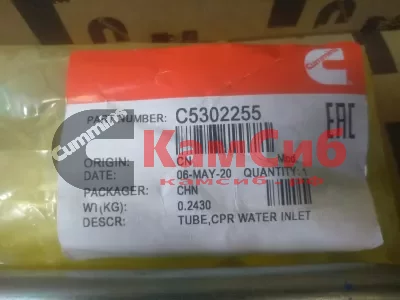 PART NUMBER: C5302255
EAC
cummins
КамСиб
камсиб
ORIGIN: CN
DATE: 06-MAY-20 QUANTITY:1
PACKAGER: CHN
WT(KG): 0.2430
DESCR: TUBE,CPR WATER INLET